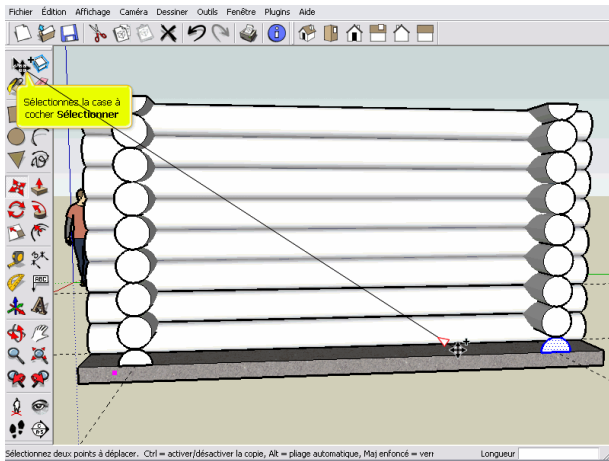 Fichier Édition Affichage Caméra Dessiner Outils Fenêtre Plugins Aide
Sélectionnez la case à
cocher Sélectionner
ABC
Sélectionnez deux points à déplacer. Ctrl = activer/désactiver la copie, Alt = pliage automatique, Maj enfoncé = verr
Longueur